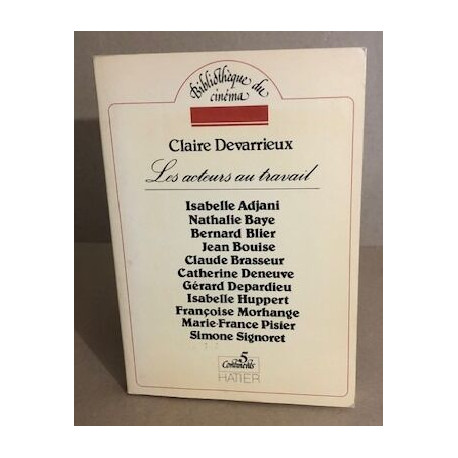 Bibliothèque du
cinéma
Claire Devarrieux
Les acteurs au travail
Isabelle Adjani
Nathalie Baye
Bernard Blier
Jean Bouise
Claude Brasseur
Catherine Deneuve
Gérard Depardieu
Isabelle Huppert
Françoise Morhange
Marie-France Pisier
Simone Signoret
5
Continents
HATIER